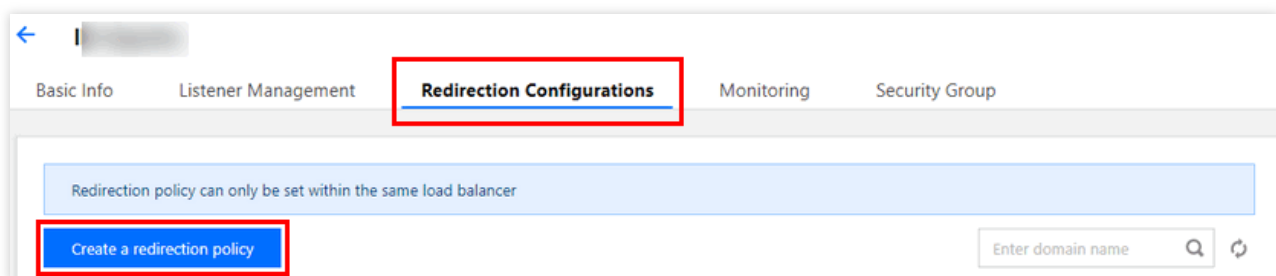 Basic Info Listener Management Redirection Configurations Monitoring Security Group
Redirection policy can only be set within the same load balancer
Create a redirection policy Enter domain name